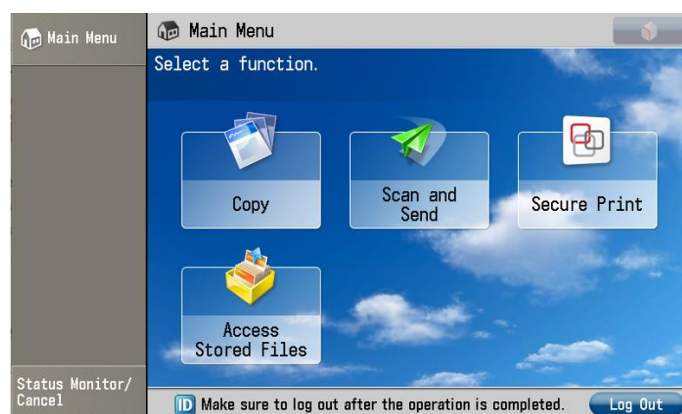 Main Menu
Main Menu
Select a function.
Copy
Scan and
Send
Secure Print
Access
Stored Files
Status Monitor/
Cancel
ID Make sure to log out after the operation is completed.
Log Out